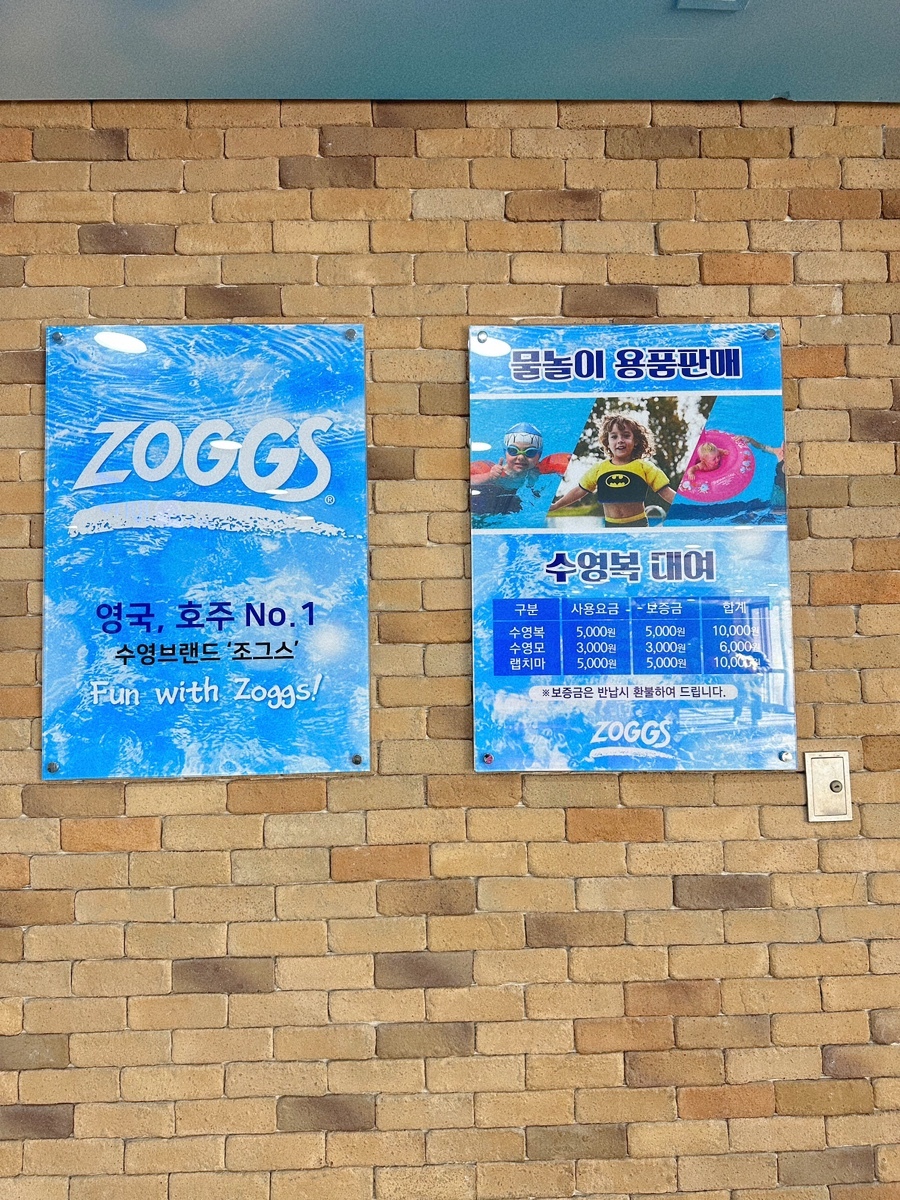 ZOGGS®
영국, 호주 No.1
수영브랜드 '조그스'
Fun with Zoggs!
물놀이 용품판매
수영복 대여
구분 사용요금 보증금 합계
수영복 5,000원 5,000원 10,000원
수영모 3,000원 3,000원 6,000원
랩치마 5,000원 5,000원 10,000원
※보증금은 반납시 환불하여 드립니다.
ZOGGS